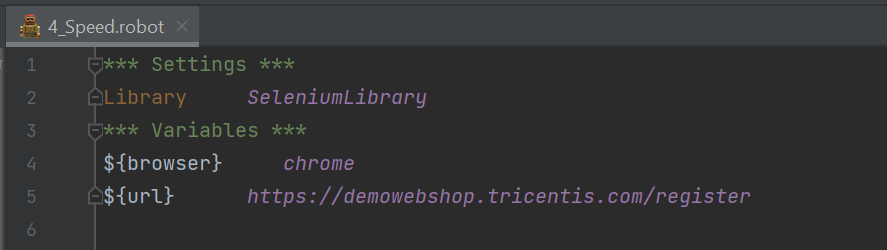 4_Speed.robot
1 *** Settings ***
2 Library SeleniumLibrary
3 *** Variables ***
4 ${browser} chrome
5 ${url} https://demowebshop.tricentis.com/register
6